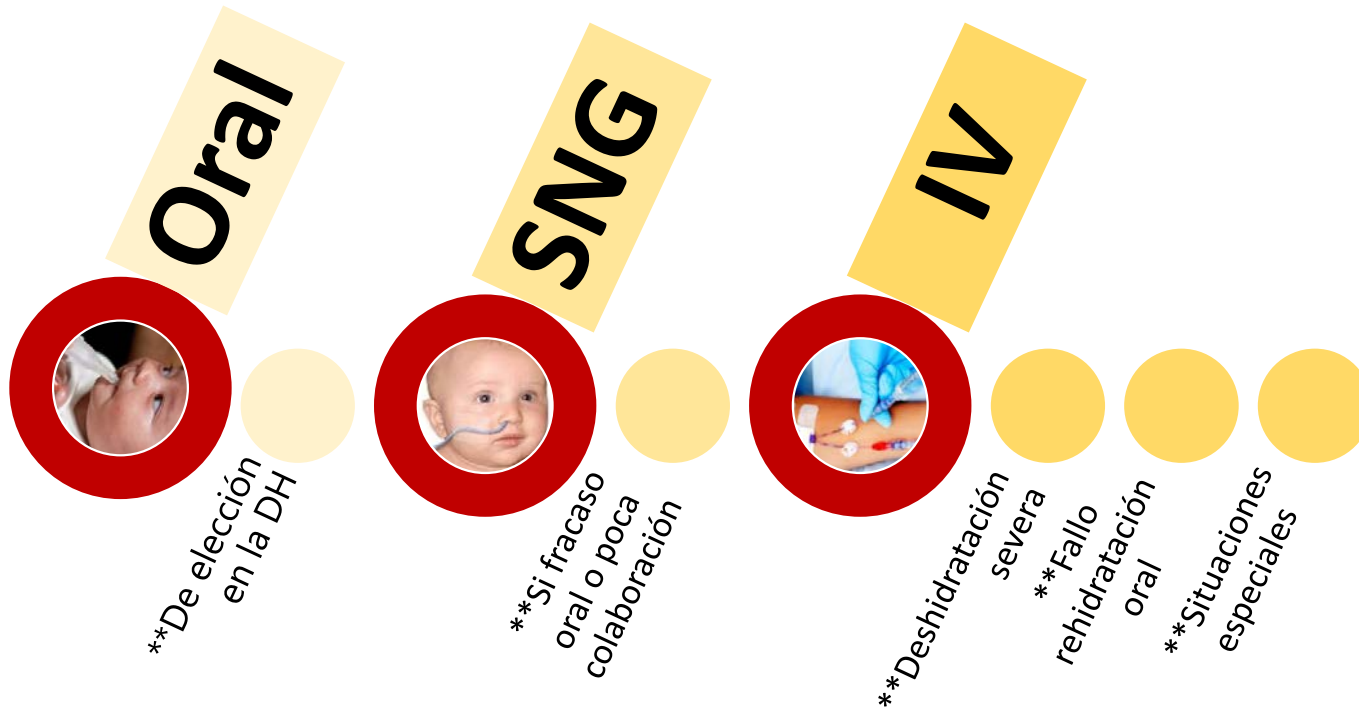 Oral
**De elección
en la DH
SNG
**Si fracaso
oral o poca
colaboración
IV
**Deshidratación
severa
**Fallo
rehidratación
oral
**Situaciones
especiales